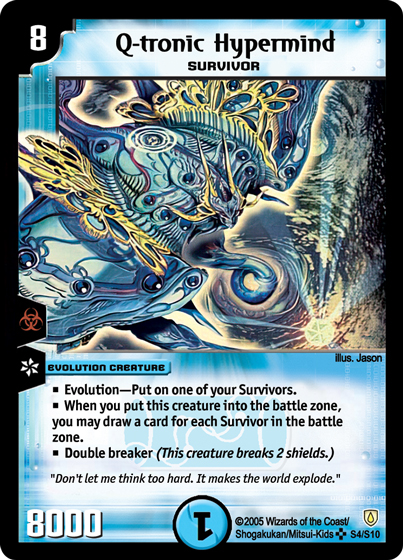 8
Q-tronic Hypermind
SURVIVOR
illus. Jason
EVOLUTION CREATURE
▪ Evolution—Put on one of your Survivors.
▪ When you put this creature into the battle zone,
you may draw a card for each Survivor in the battle
zone.
▪ Double breaker (This creature breaks 2 shields.)
"Don't let me think too hard. It makes the world explode."
8000
1
©2005 Wizards of the Coast/
Shogakukan/Mitsui-Kids S4/S10